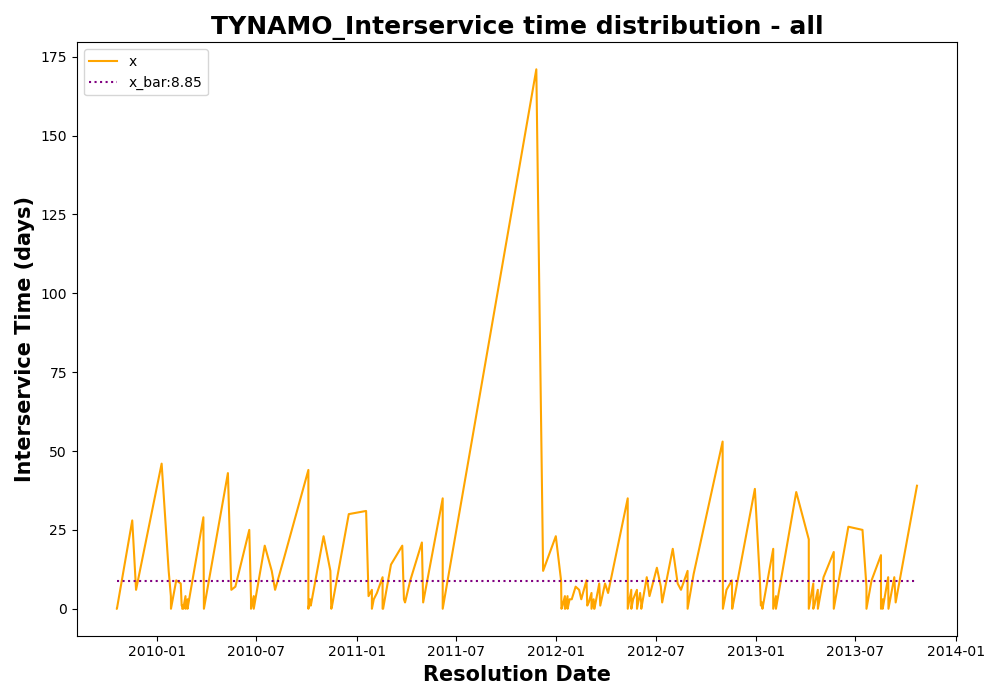 TYNAMO_Interservice time distribution - all
x
x_bar:8.85
Interservice Time (days)
175
150
125
100
75
50
25
0
2010-01 2010-07 2011-01 2011-07 2012-01 2012-07 2013-01 2013-07 2014-01
Resolution Date